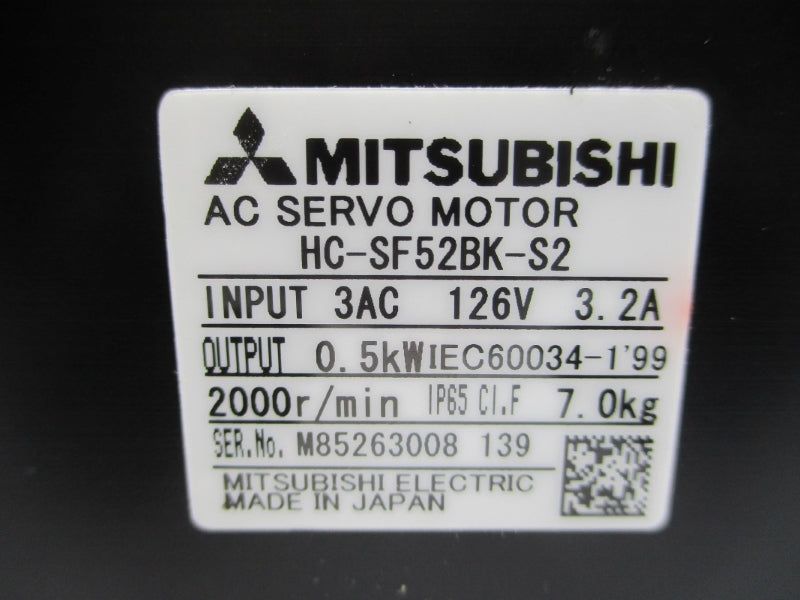 MITSUBISHI
AC SERVO MOTOR
HC-SF52BK-S2
INPUT 3AC 126V 3.2A
OUTPUT 0.5kW IEC60034-1'99
2000r/min IP65 CI.F 7.0kg
SER.No. M85263008 139
MITSUBISHI ELECTRIC
MADE IN JAPAN